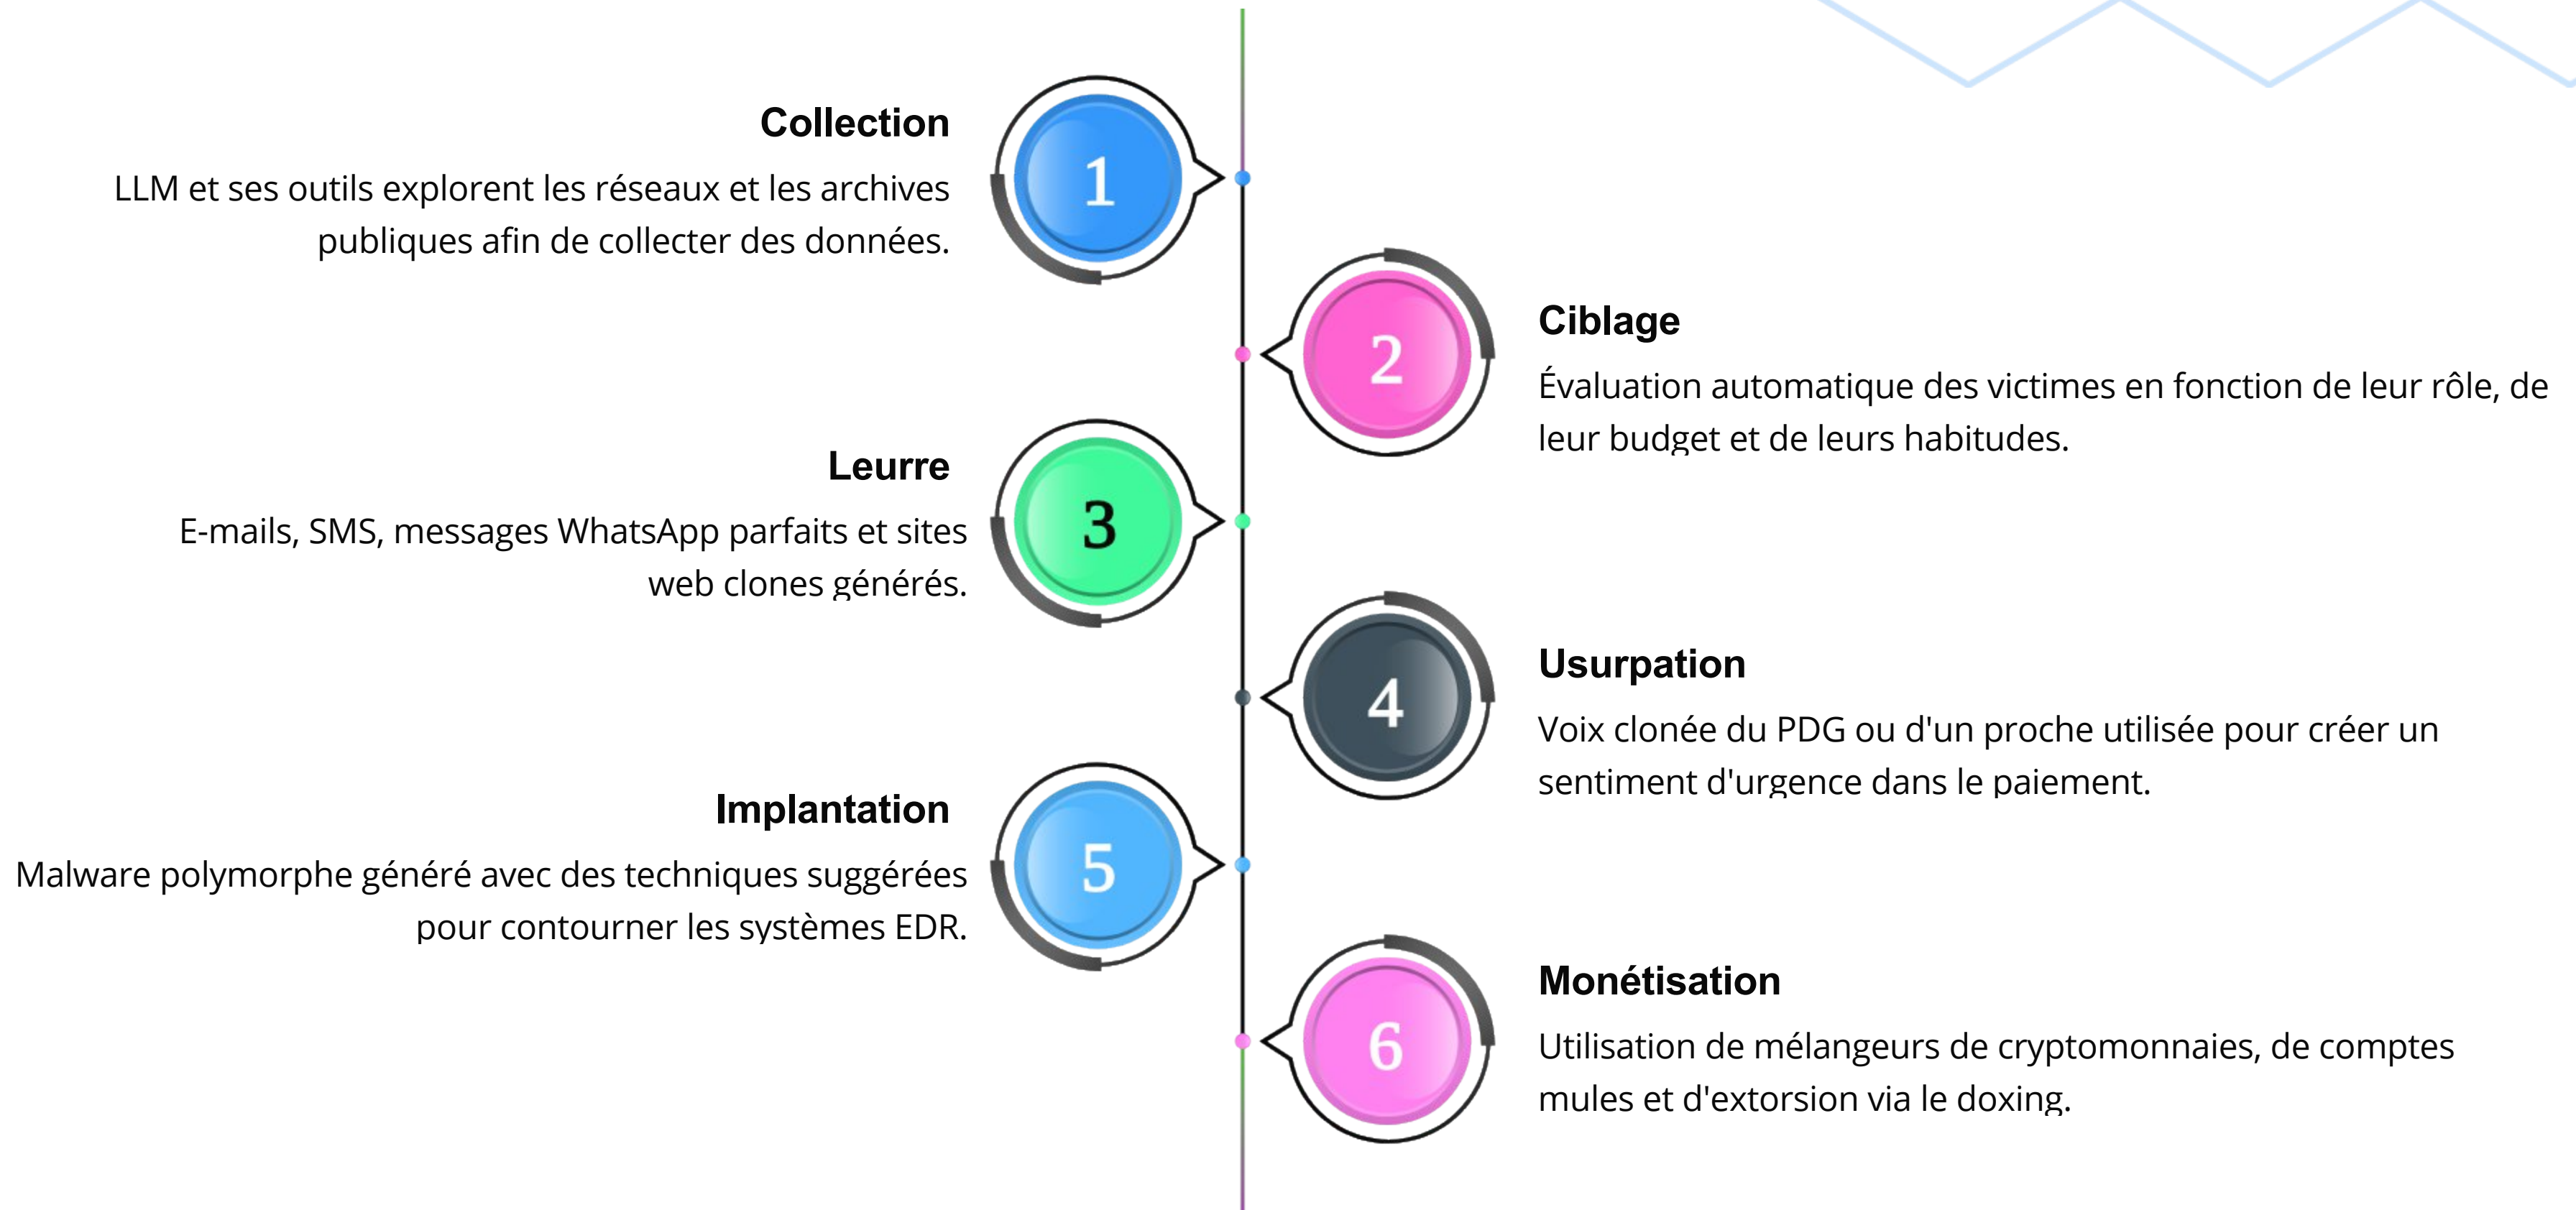 1
Collection
LLM et ses outils explorent les réseaux et les archives
publiques afin de collecter des données.
2
Ciblage
Évaluation automatique des victimes en fonction de leur rôle, de
leur budget et de leurs habitudes.
3
Leurre
E-mails, SMS, messages WhatsApp parfaits et sites
web clones générés.
4
Usurpation
Voix clonée du PDG ou d'un proche utilisée pour créer un
sentiment d'urgence dans le paiement.
5
Implantation
Malware polymorphe généré avec des techniques suggérées
pour contourner les systèmes EDR.
6
Monétisation
Utilisation de mélangeurs de cryptomonnaies, de comptes
mules et d'extorsion via le doxing.